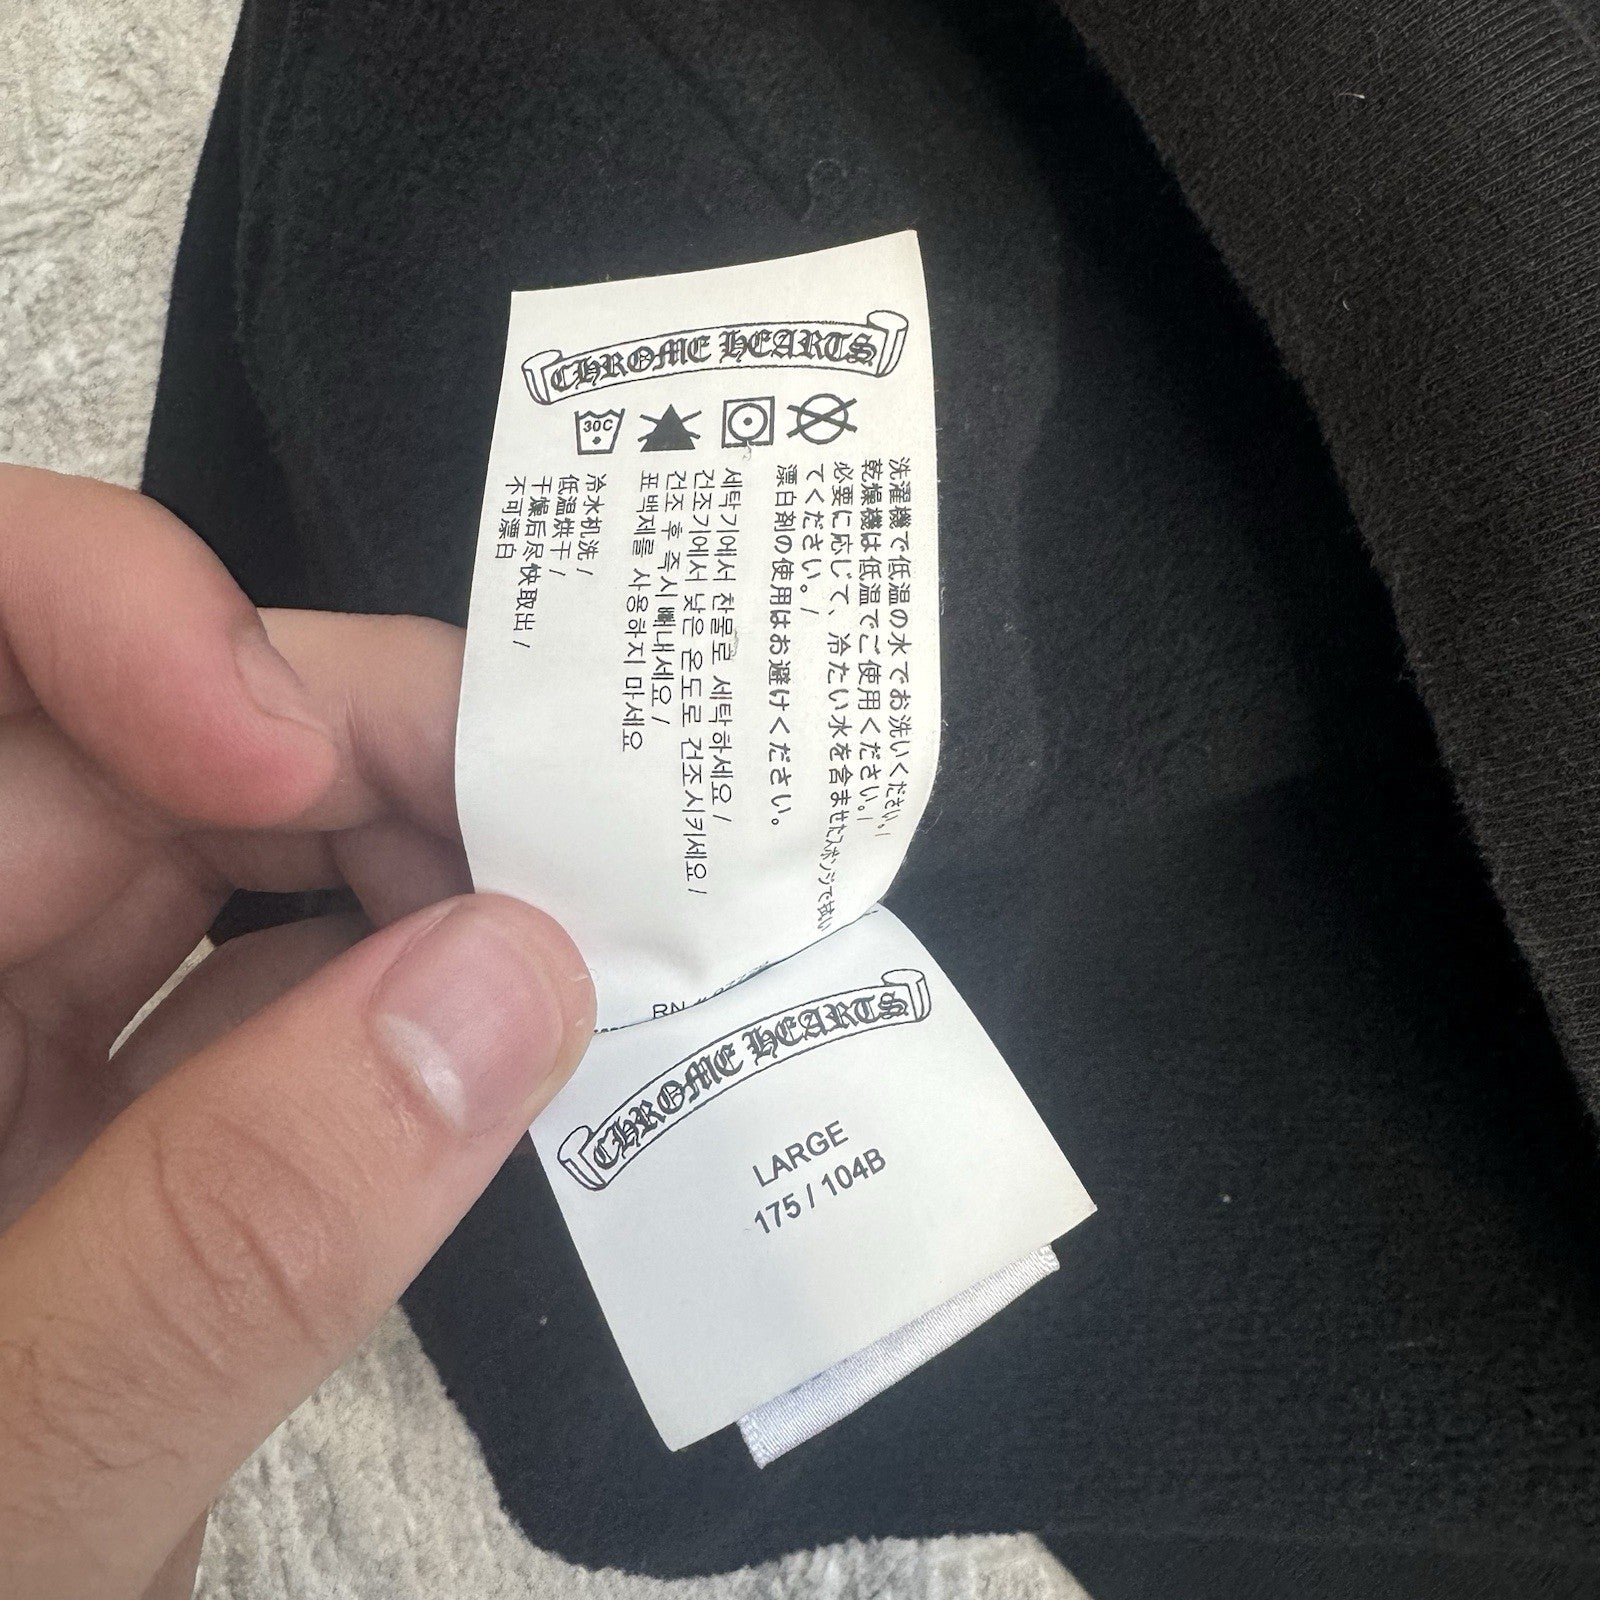 CHROME HEARTS
30C
洗濯機で低温の水でお洗いください。/
乾燥機は低温でご使用ください。/
必要に応じて、冷たい水を含ませたスポンジで拭い
てください。/
漂白剤の使用はお避けください。
세탁기에서 찬물로 세탁하세요 /
건조기에서 낮은 온도로 건조시키세요 /
건조 후 즉시 빼내세요 /
표백제를 사용하지 마세요
冷水机洗 /
低温烘干 /
干燥后尽快取出 /
不可漂白
RN
CHROME HEARTS
LARGE
175 / 104B